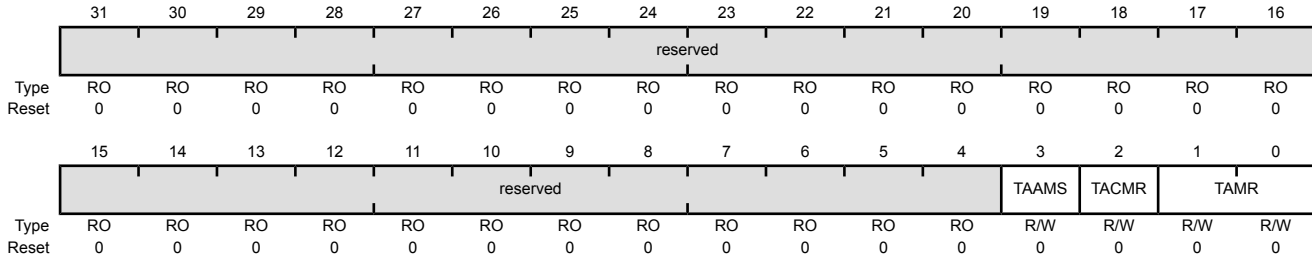 31 30 29 28 27 26 25 24 23 22 21 20 19 18 17 16
reserved
Type RO RO RO RO RO RO RO RO RO RO RO RO RO RO RO RO
Reset 0 0 0 0 0 0 0 0 0 0 0 0 0 0 0 0
15 14 13 12 11 10 9 8 7 6 5 4 3 2 1 0
reserved TAAMS TACMR TAMR
Type RO RO RO RO RO RO RO RO RO RO RO RO R/W R/W R/W R/W
Reset 0 0 0 0 0 0 0 0 0 0 0 0 0 0 0 0